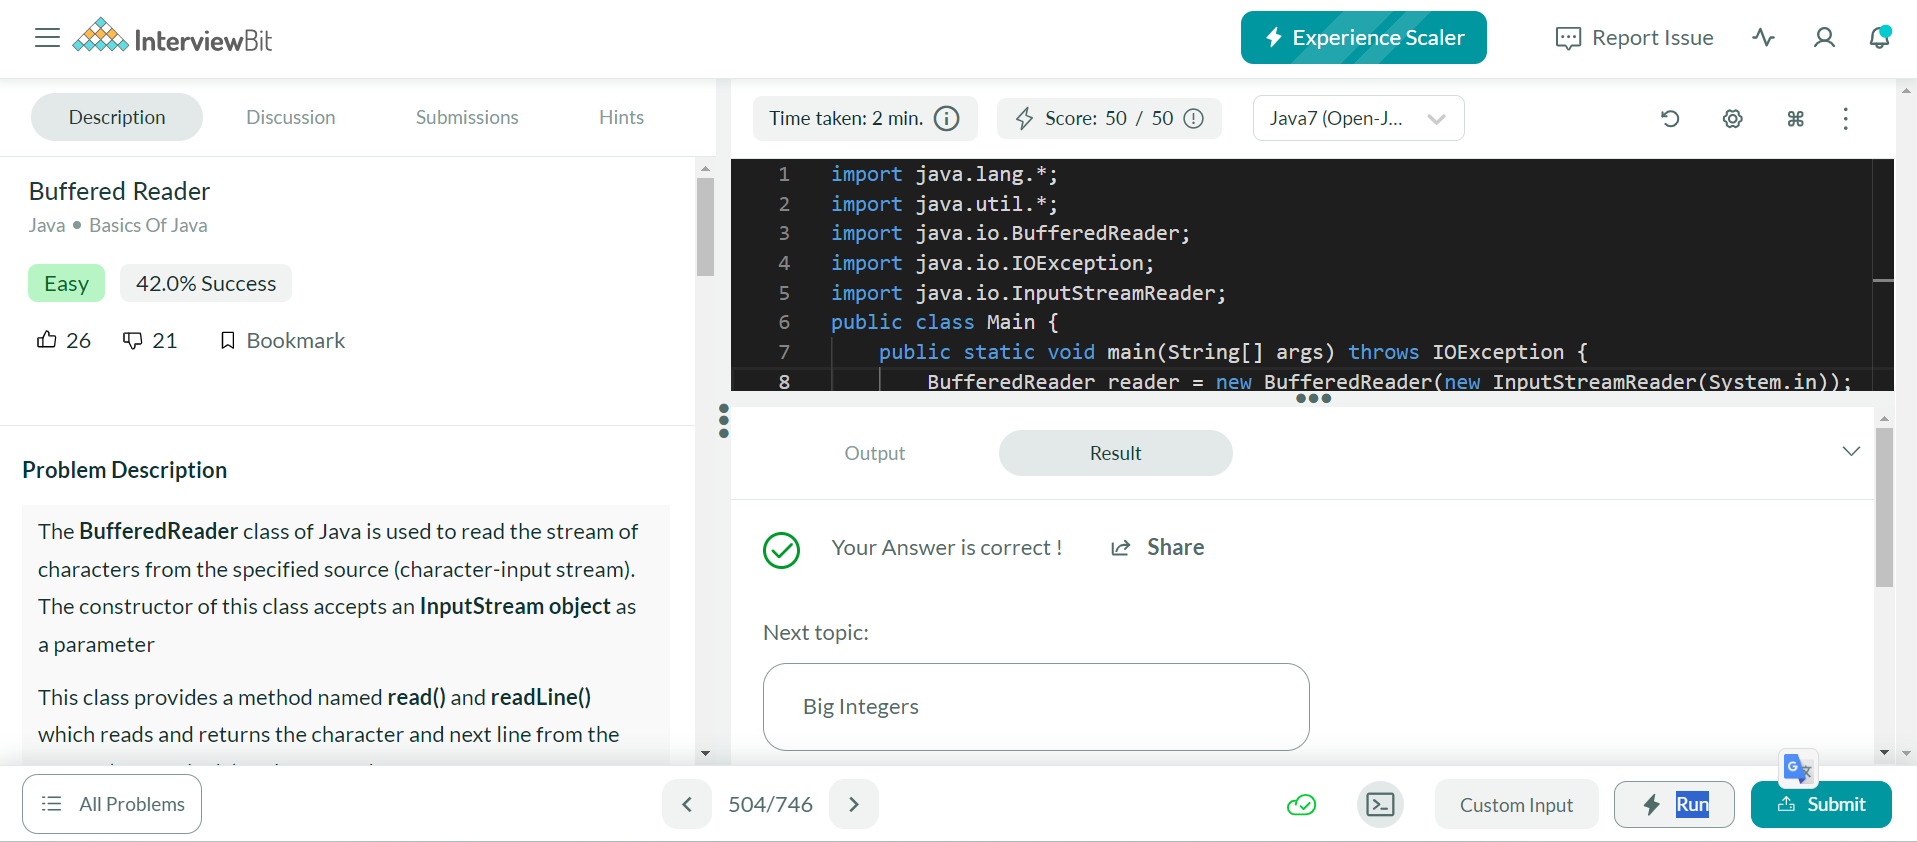 InterviewBit
Experience Scaler
Report Issue
Description
Discussion
Submissions
Hints
Time taken: 2 min.
Score: 50 / 50
Java7 (Open-J...
Buffered Reader
Java • Basics Of Java
Easy
42.0% Success
26
21
Bookmark
Problem Description
The BufferedReader class of Java is used to read the stream of
characters from the specified source (character-input stream).
The constructor of this class accepts an InputStream object as
a parameter
This class provides a method named read() and readLine()
which reads and returns the character and next line from the
1 import java.lang.*;
2 import java.util.*;
3 import java.io.BufferedReader;
4 import java.io.IOException;
5 import java.io.InputStreamReader;
6 public class Main {
7 public static void main(String[] args) throws IOException {
8 BufferedReader reader = new BufferedReader(new InputStreamReader(System.in));
Output
Result
Your Answer is correct !
Share
Next topic:
Big Integers
All Problems
504/746
Custom Input
Run
Submit